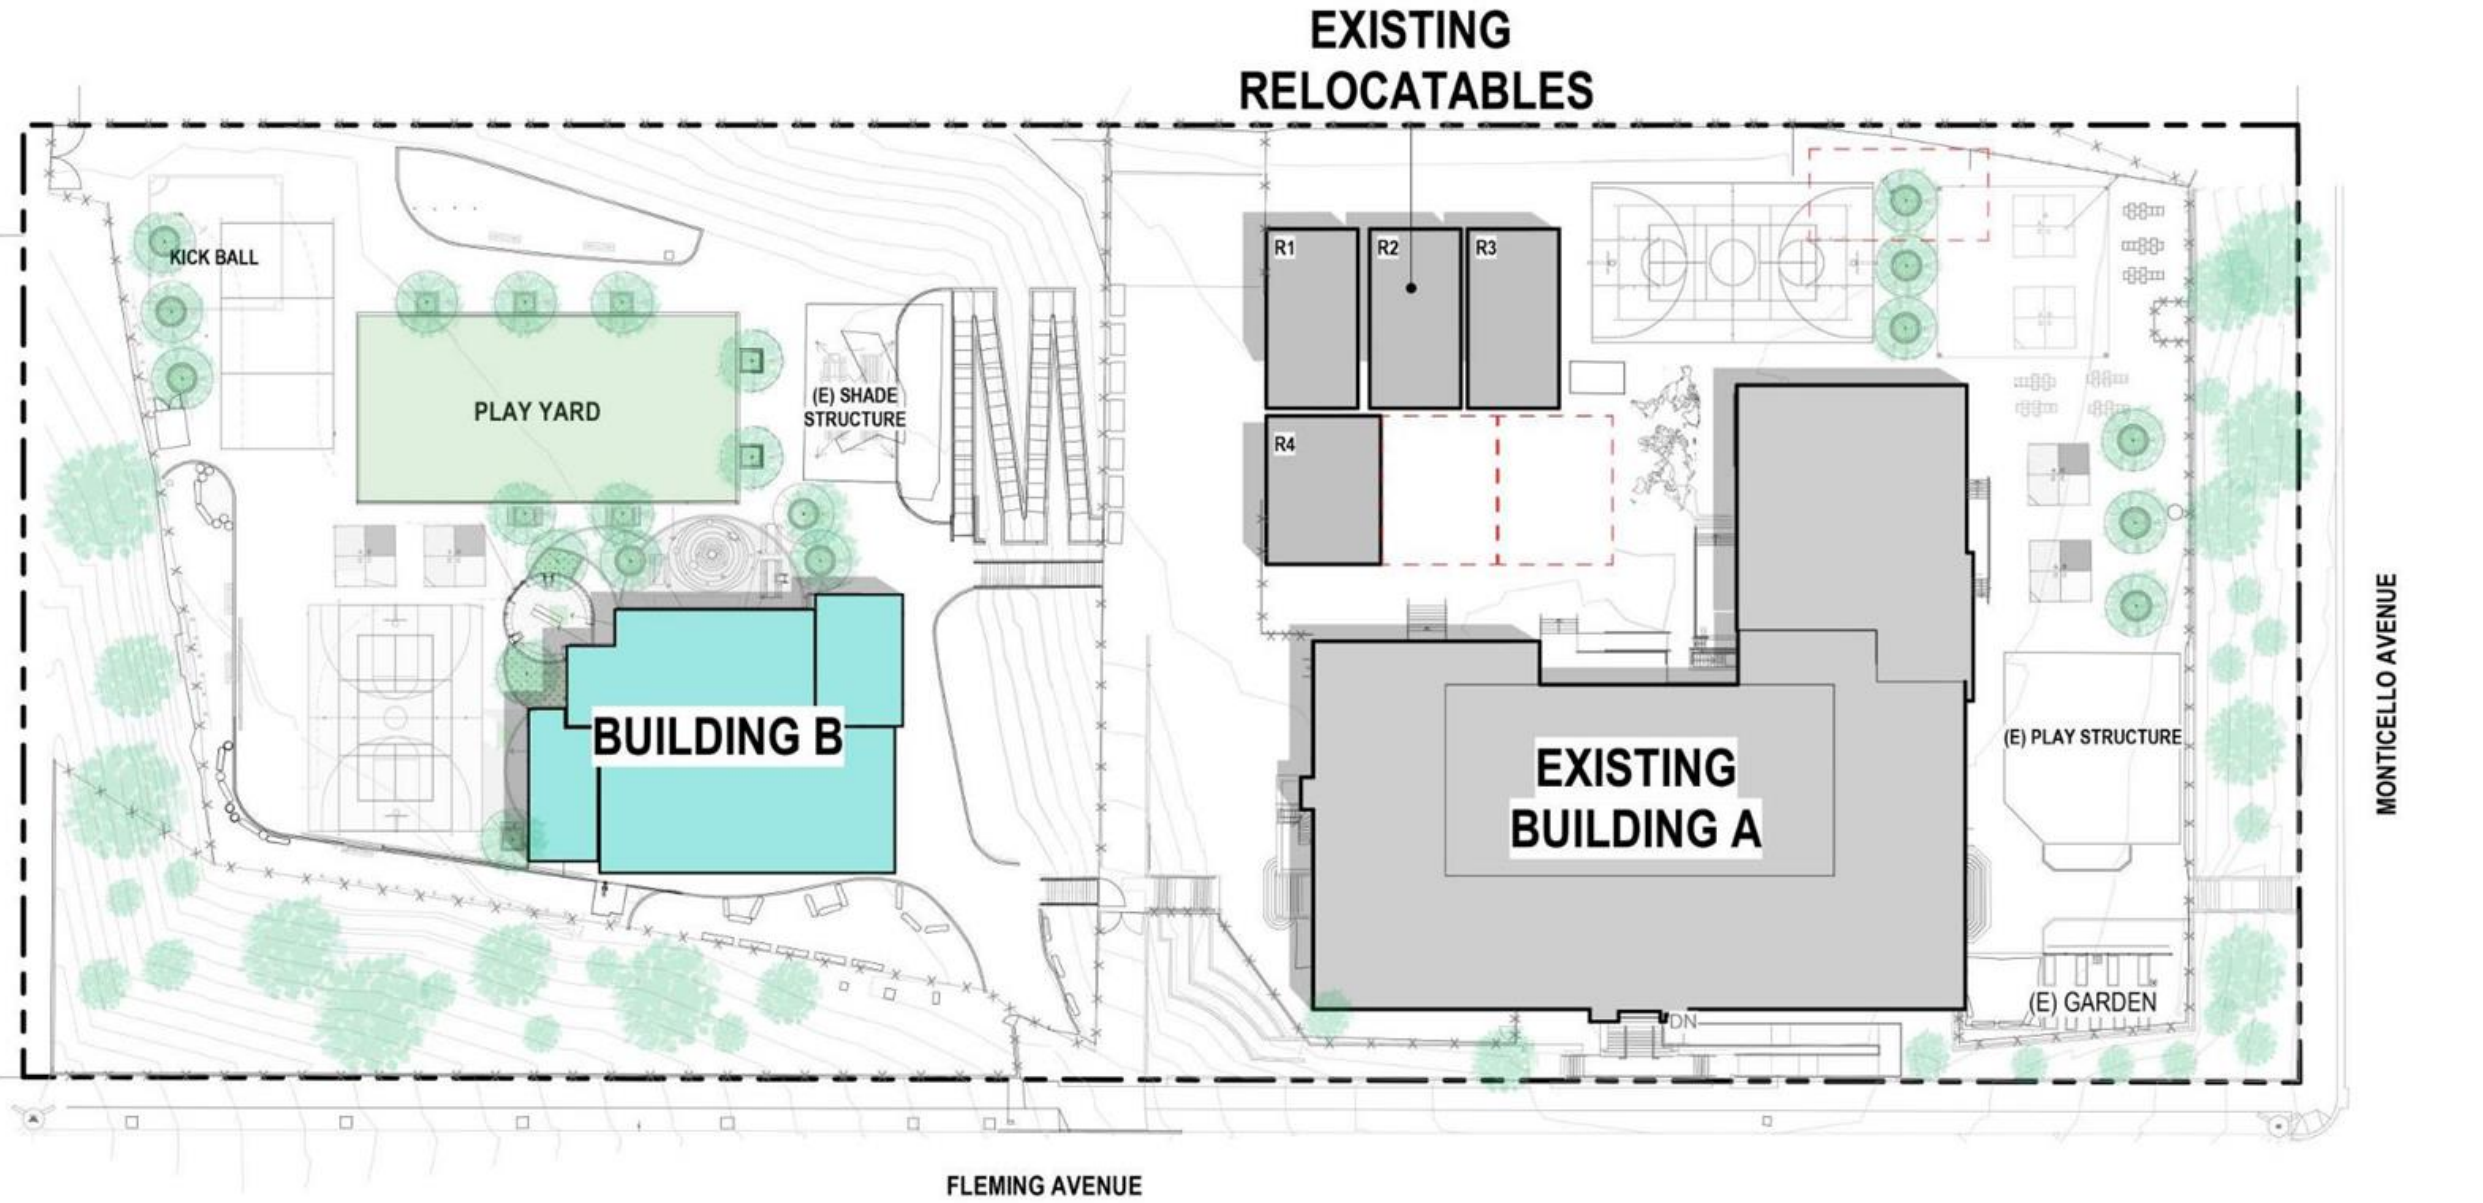 EXISTING
RELOCATABLES
R1
R2
R3
KICK BALL
(E) SHADE
STRUCTURE
PLAY YARD
R4
BUILDING B
EXISTING
BUILDING A
(E) PLAY STRUCTURE
MONTICELLO AVENUE
(E) GARDEN
DN
FLEMING AVENUE